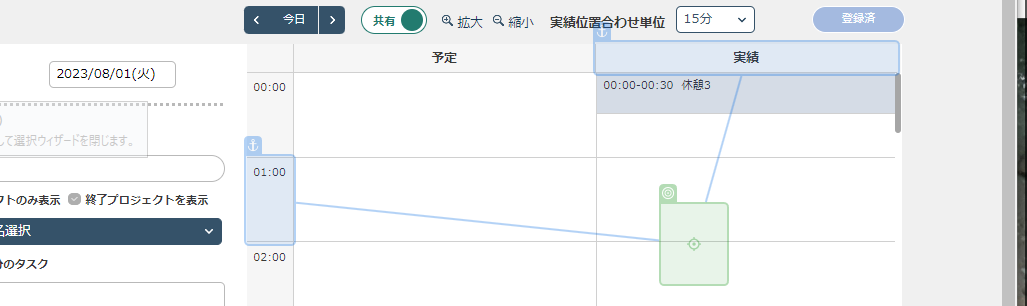 今日
共有
拡大
縮小
実績位置合わせ単位
15分
登録済
2023/08/01(火)
予定
実績
00:00
00:00-00:30 休憩3
して選択ウィザードを閉じます。
01:00
クトのみ表示
終了プロジェクトを表示
名選択
02:00
分のタスク